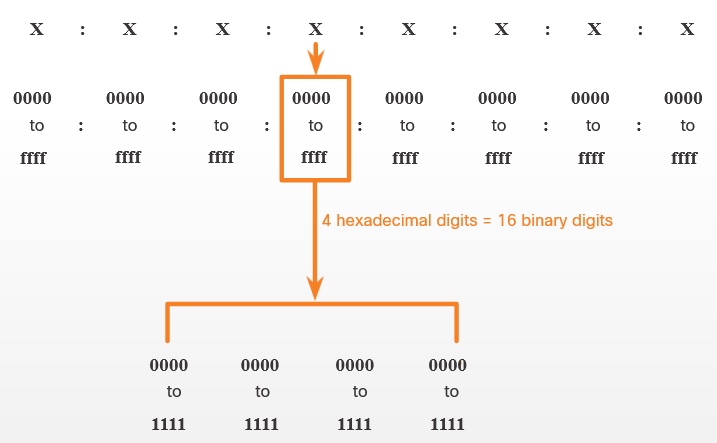 X : X : X : X : X : X : X : X
0000 0000 0000 0000 0000 0000 0000 0000
to : to : to : to : to : to : to : to
ffff ffff ffff ffff ffff ffff ffff ffff
4 hexadecimal digits = 16 binary digits
0000 0000 0000 0000
to to to to
1111 1111 1111 1111